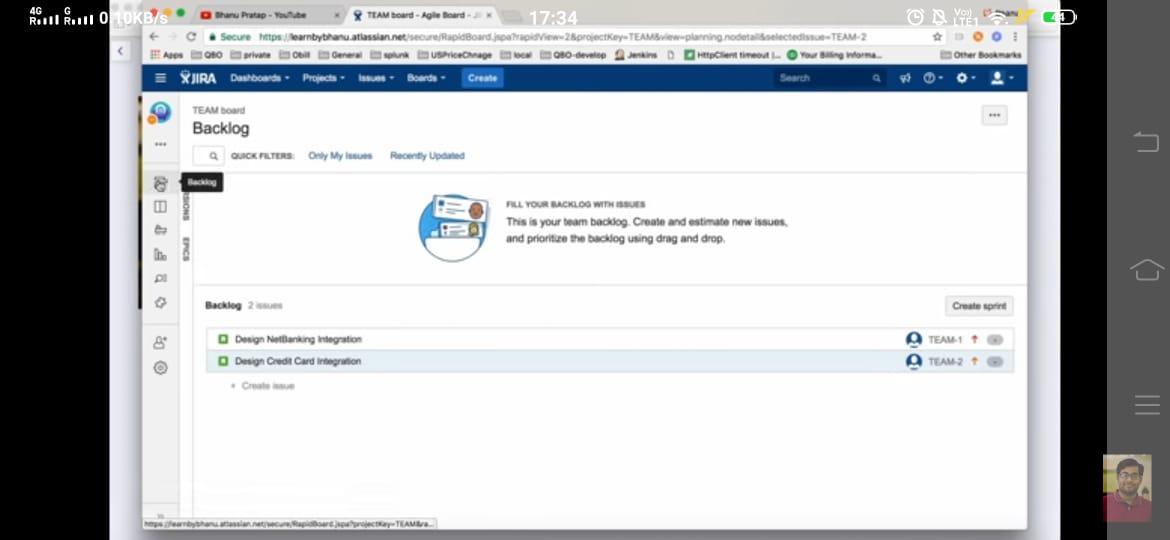 4G G 0.10KB/s 17:34 Vo) LTE1 44
Bhanu Pratap - YouTube × TEAM board - Agile Board - JI × Bhanu
Secure https://learnbybhanu.atlassian.net/secure/RapidBoard.jspa?rapidView=2&projectKey=TEAM&view=planning.nodetail&selectedIssue=TEAM-2
Apps QBO private Obill General splunk USPriceChnage local QBO-develop Jenkins HttpClient timeout |... Your Billing Informa... Other Bookmarks
JIRA Dashboards Projects Issues Boards Create Search
TEAM board
Backlog
QUICK FILTERS: Only My Issues Recently Updated
Backlog
EPICS
FILL YOUR BACKLOG WITH ISSUES
This is your team backlog. Create and estimate new issues,
and prioritize the backlog using drag and drop.
Backlog 2 issues Create sprint
Design NetBanking Integration TEAM-1
Design Credit Card Integration TEAM-2
+ Create issue
https://learnbybhanu.atlassian.net/secure/RapidBoard.jspa?projectKey=TEAM&ra...